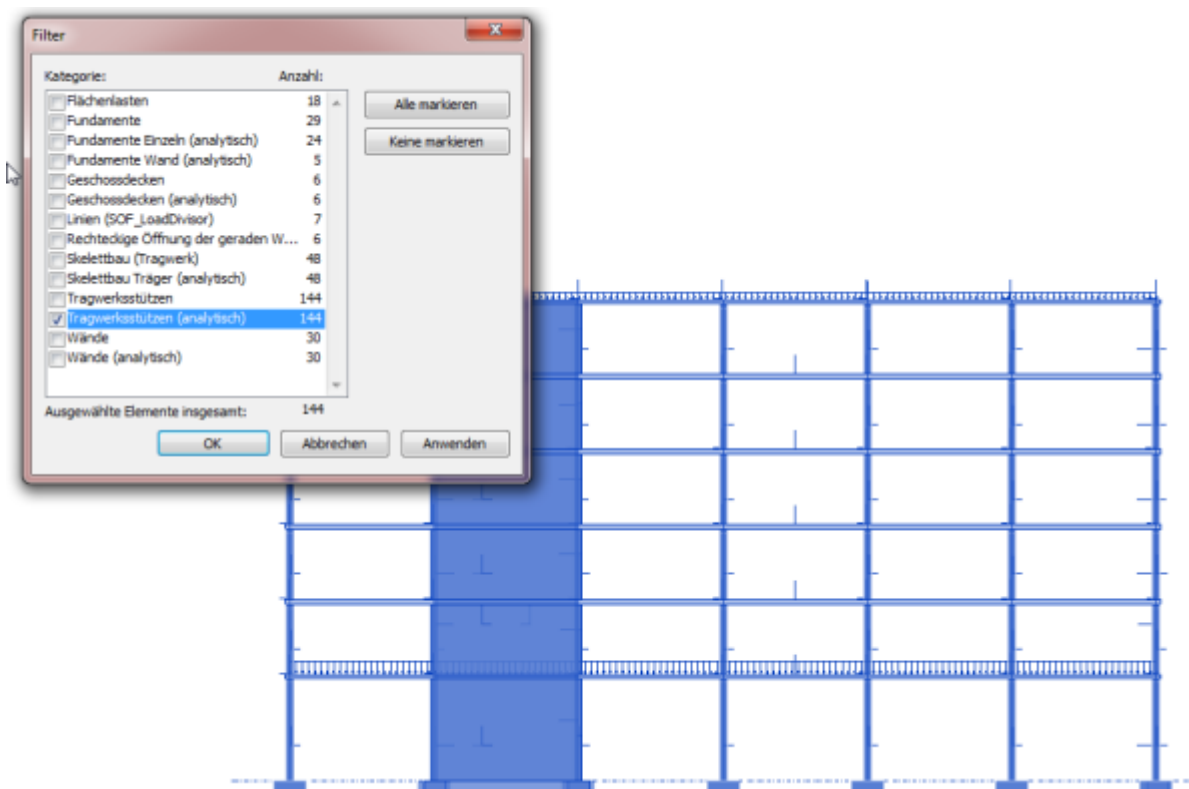 Filter
Kategorie: Anzahl:
Flächenlasten 18
Fundamente 29
Fundamente Einzeln (analytisch) 24
Fundamente Wand (analytisch) 5
Geschossdecken 6
Geschossdecken (analytisch) 6
Linien (SOF_LoadDivisor) 7
Rechteckige Öffnung der geraden W... 6
Skelettbau (Tragwerk) 48
Skelettbau Träger (analytisch) 48
Tragwerksstützen 144
Tragwerksstützen (analytisch) 144
Wände 30
Wände (analytisch) 30
Alle markieren
Keine markieren
Ausgewählte Elemente insgesamt: 144
OK Abbrechen Anwenden